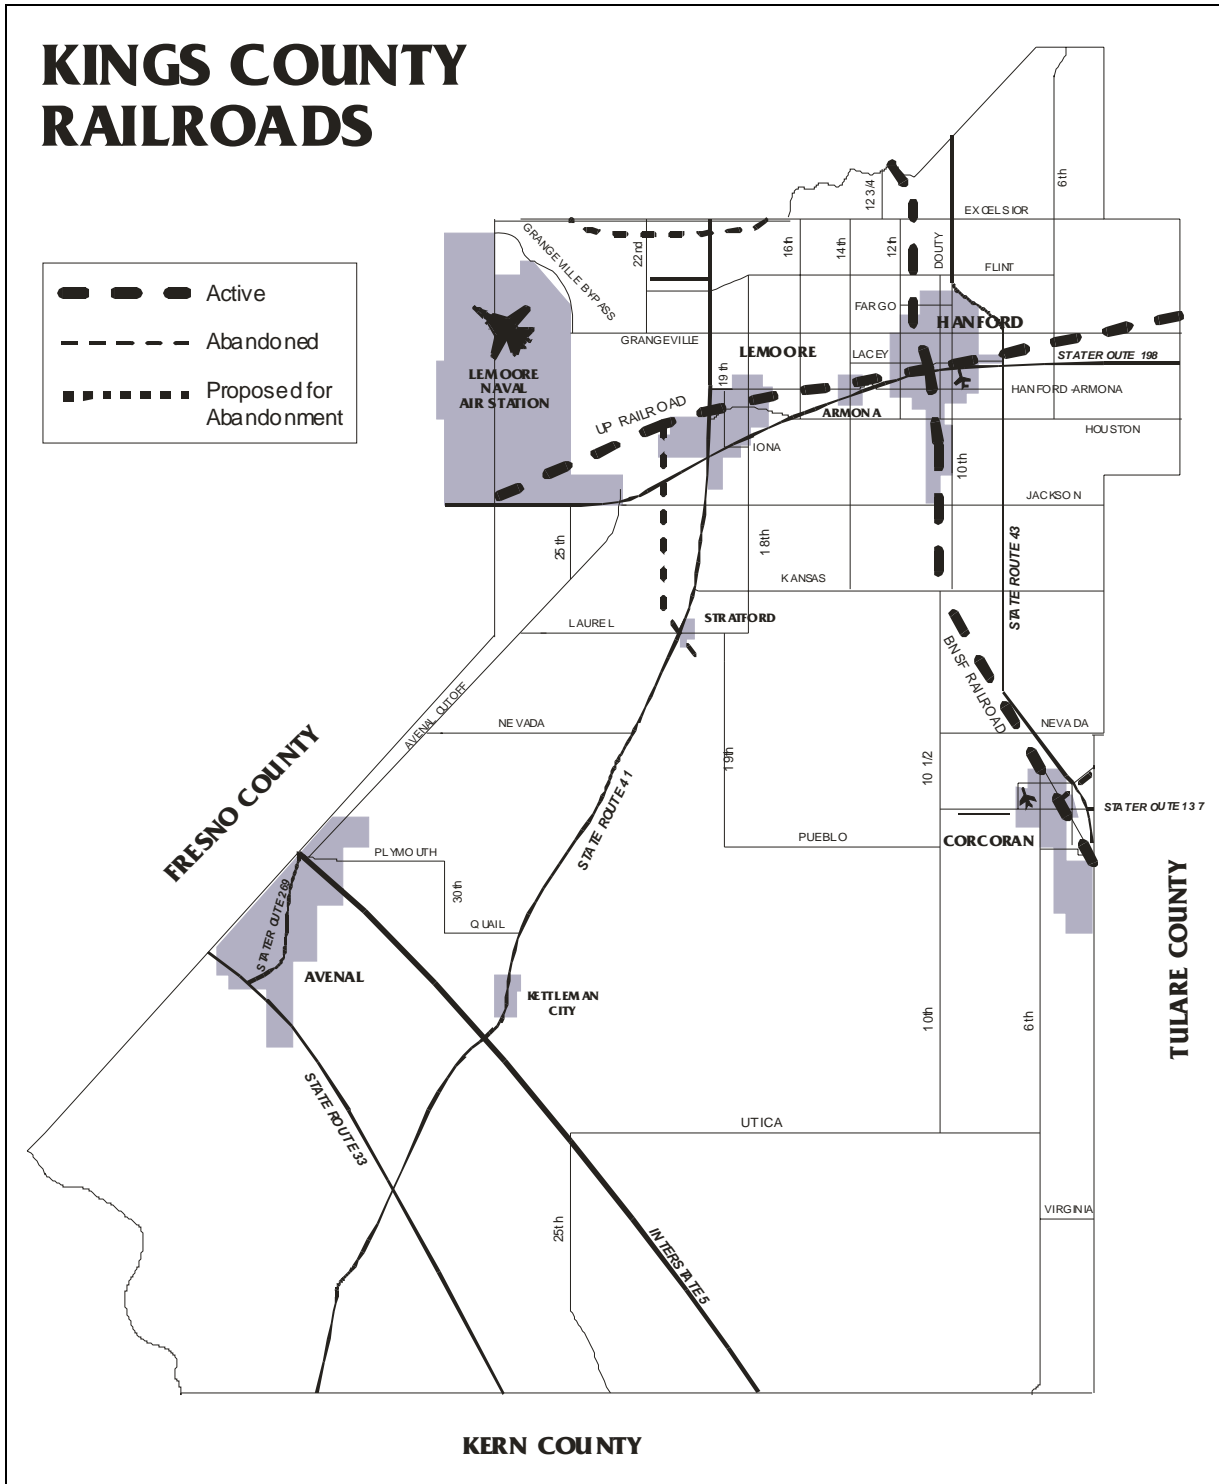 KINGS COUNTY
RAILROADS
Active
Abandoned
Proposed for
Abandonment
12 3/4
6th
EXCELSIOR
GRANGEVILLE BYPASS
22nd
16th
14th
12th
DOUTY
FLINT
FARGO
HANFORD
GRANGEVILLE
LEMOORE
LACEY
STATE ROUTE 198
LEMOORE
NAVAL
AIR STATION
19th
HANFORD-ARMONA
ARMONA
UP RAILROAD
HOUSTON
IONA
10th
JACKSON
25th
18th
KANSAS
STATE ROUTE 43
STRATFORD
LAUREL
BNSF RAILROAD
AVENAL CUTOFF
NEVADA
NEVADA
FRESNO COUNTY
19th
10 1/2
STATE ROUTE 41
STATE ROUTE 137
PUEBLO
CORCORAN
PLYMOUTH
30th
STATE ROUTE 269
QUAIL
TULARE COUNTY
AVENAL
KETTLEMAN
CITY
10th
6th
STATE ROUTE 33
UTICA
VIRGINIA
25th
INTERSTATE 5
KERN COUNTY